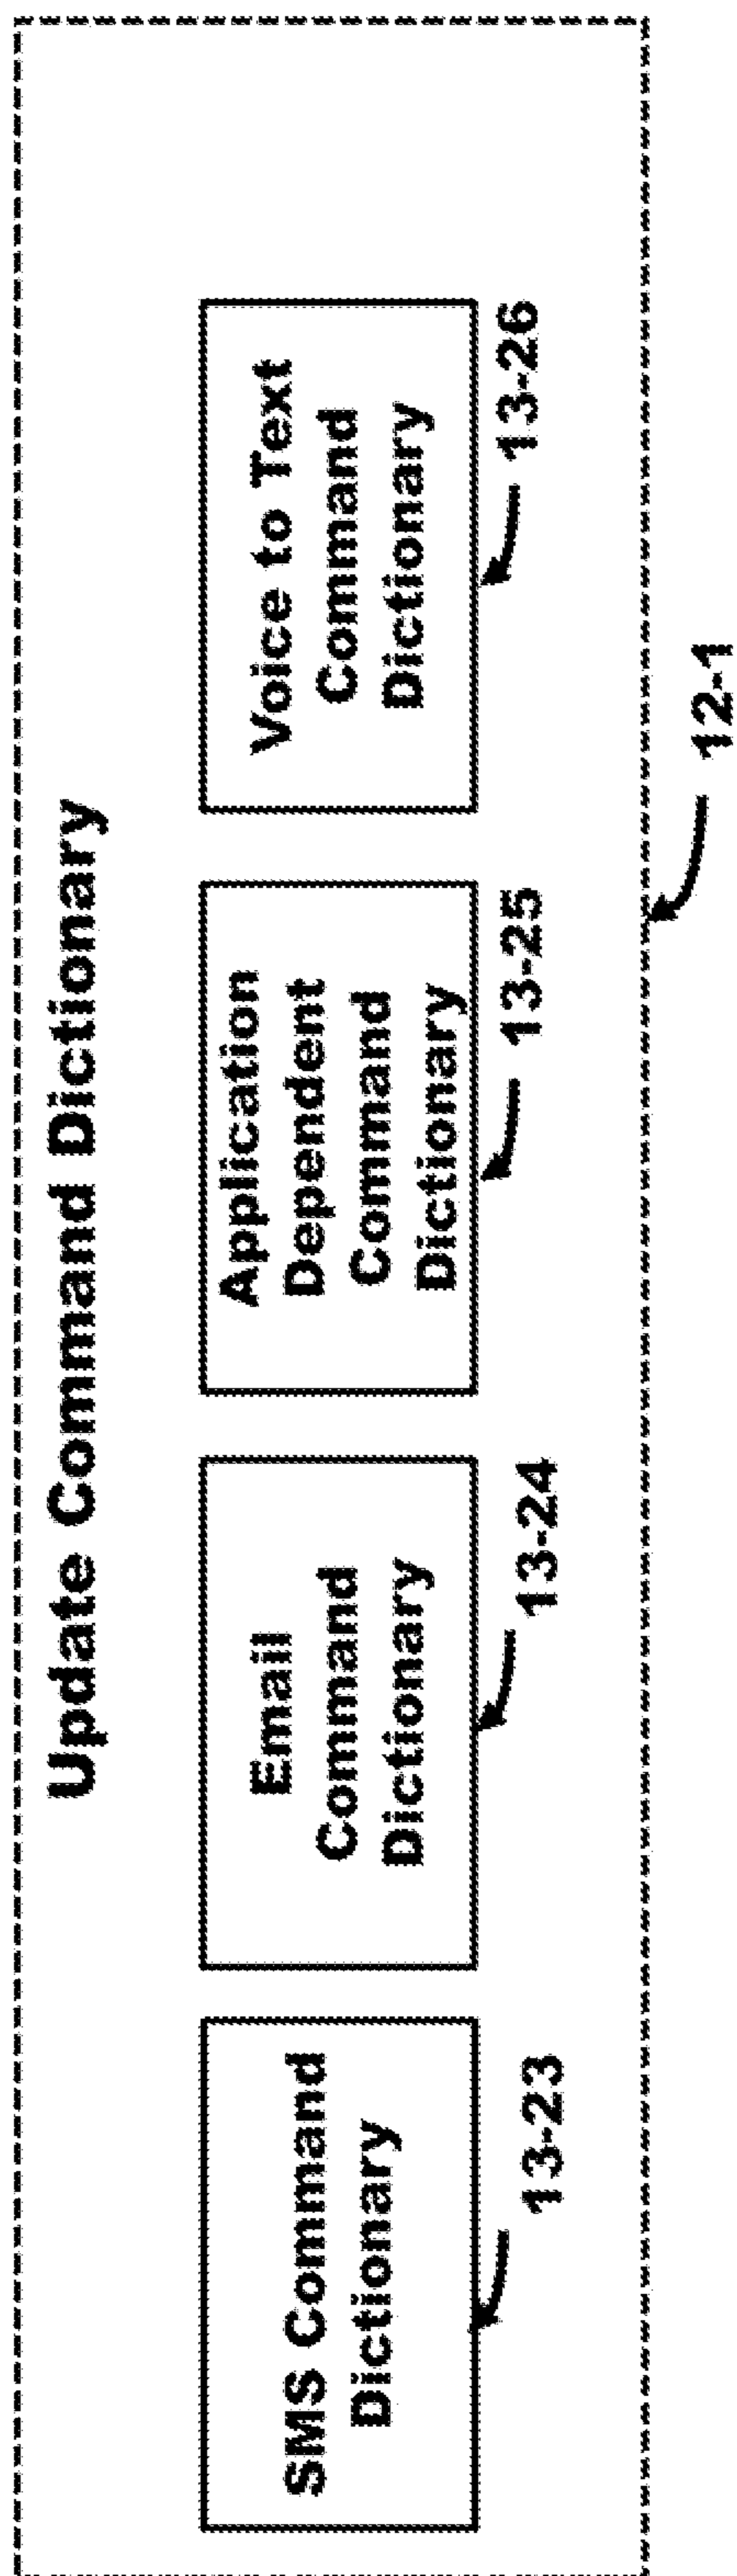 Update Command Dictionary
SMS Command
Dictionary
13-23
Email
Command
Dictionary
13-24
Application
Dependent
Command
Dictionary
13-25
Voice to Text
Command
Dictionary
13-26
12-1